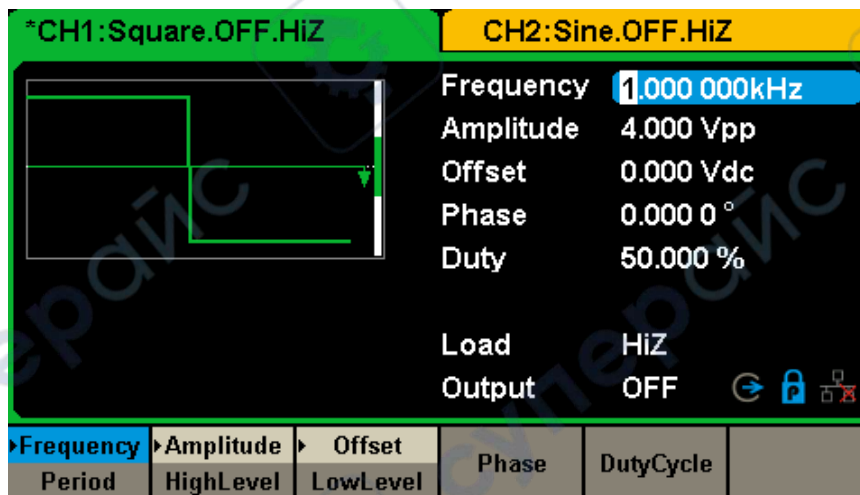 *CH1:Square.OFF.HiZ
CH2:Sine.OFF.HiZ
Frequency 1.000 000kHz
Amplitude 4.000 Vpp
Offset 0.000 Vdc
Phase 0.000 0 °
Duty 50.000 %
Load HiZ
Output OFF
P
Frequency Amplitude Offset Phase DutyCycle
Period HighLevel LowLevel